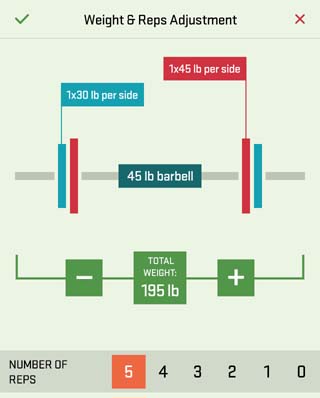 Weight & Reps Adjustment
1x45 lb per side
1x30 lb per side
45 lb barbell
TOTAL
WEIGHT:
195 lb
NUMBER OF
REPS
5 4 3 2 1 0